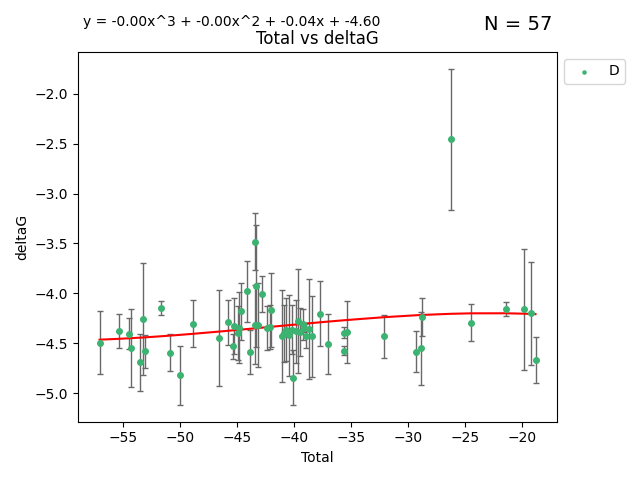 y = -0.00x^3 + -0.00x^2 + -0.04x + -4.60
N = 57
Total vs deltaG
D
deltaG
−2.0
−2.5
−3.0
−3.5
−4.0
−4.5
−5.0
−55 −50 −45 −40 −35 −30 −25 −20
Total